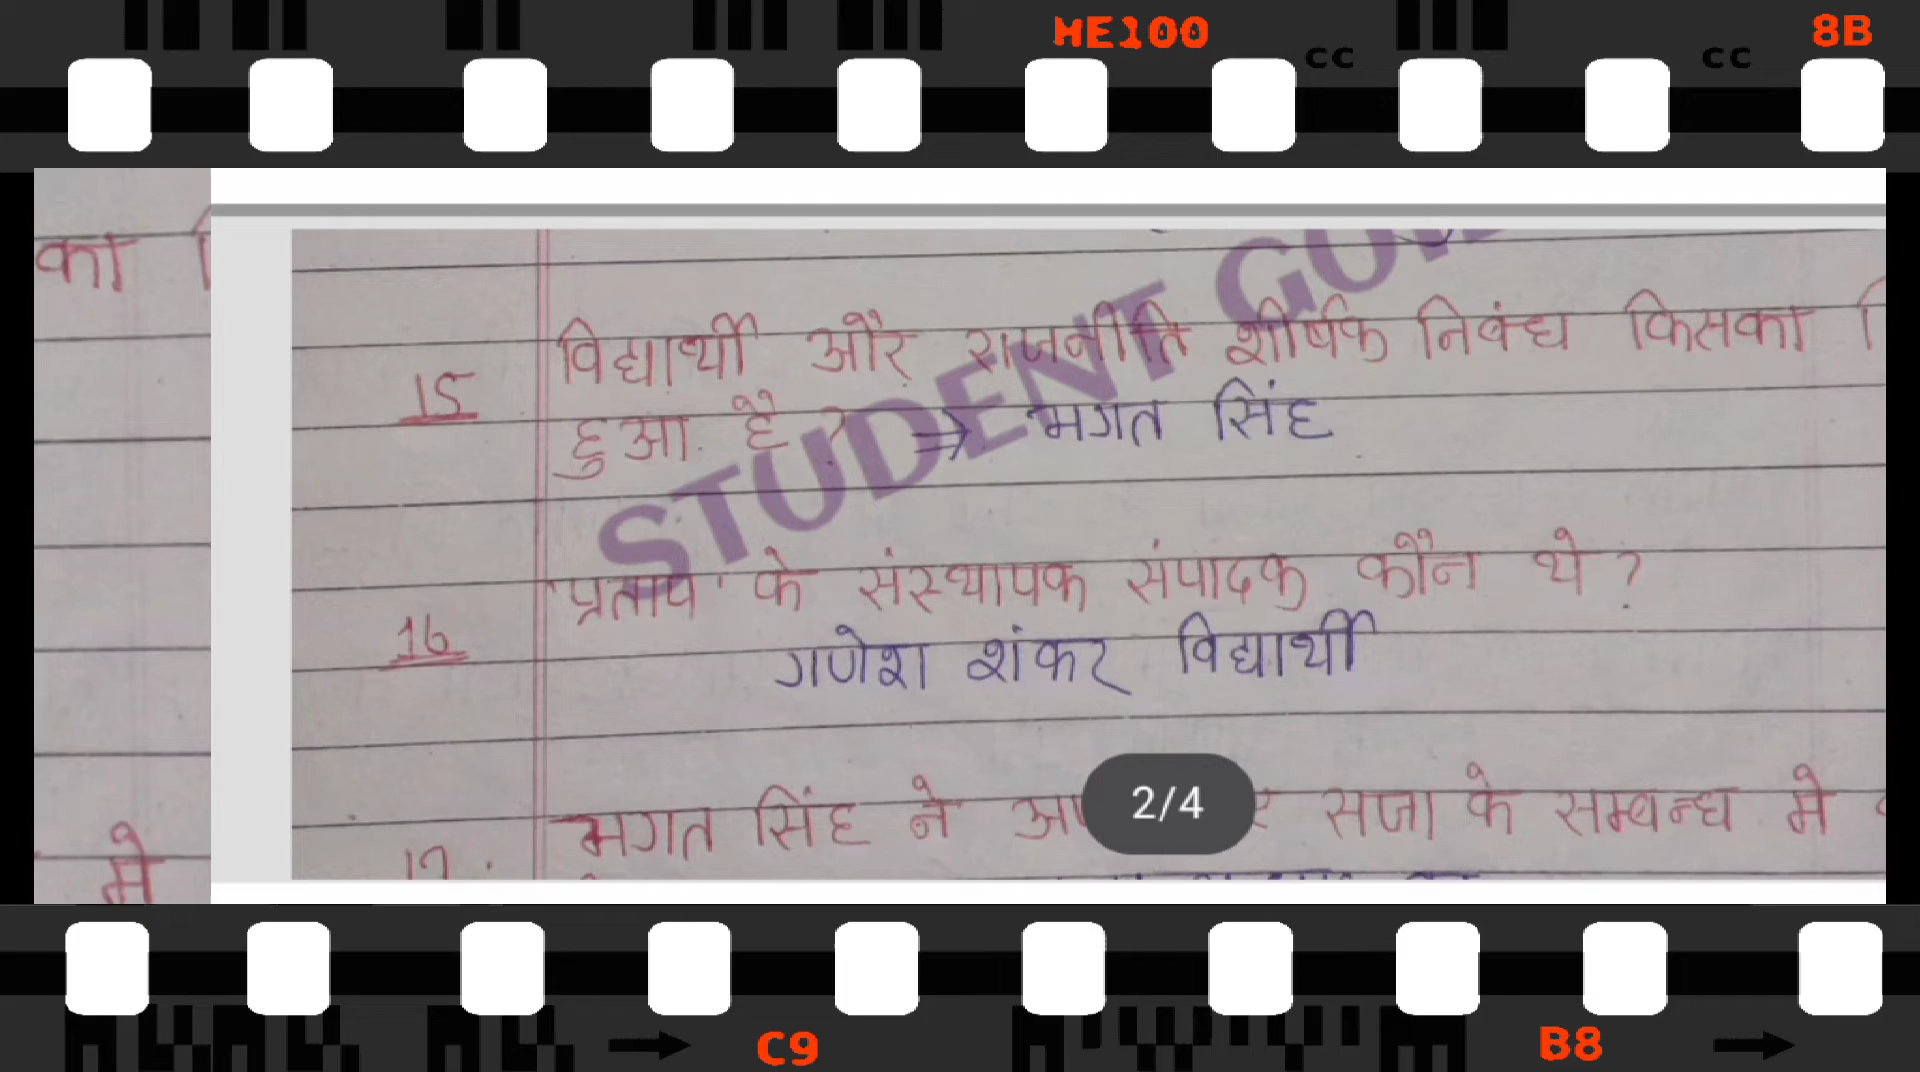 ME100
8B
CC
CC
का
विद्यार्थी और राजनीति शीर्षक निबंध किसका
15
हुआ है ? ⇒ भगत सिंह
STUDENT
'प्रताप' के संस्थापक संपादक कौन थे ?
16
गणेश शंकर विद्यार्थी
2/4
भगत सिंह ने सजा के सम्बन्ध मे
17.
मे
C9
B8